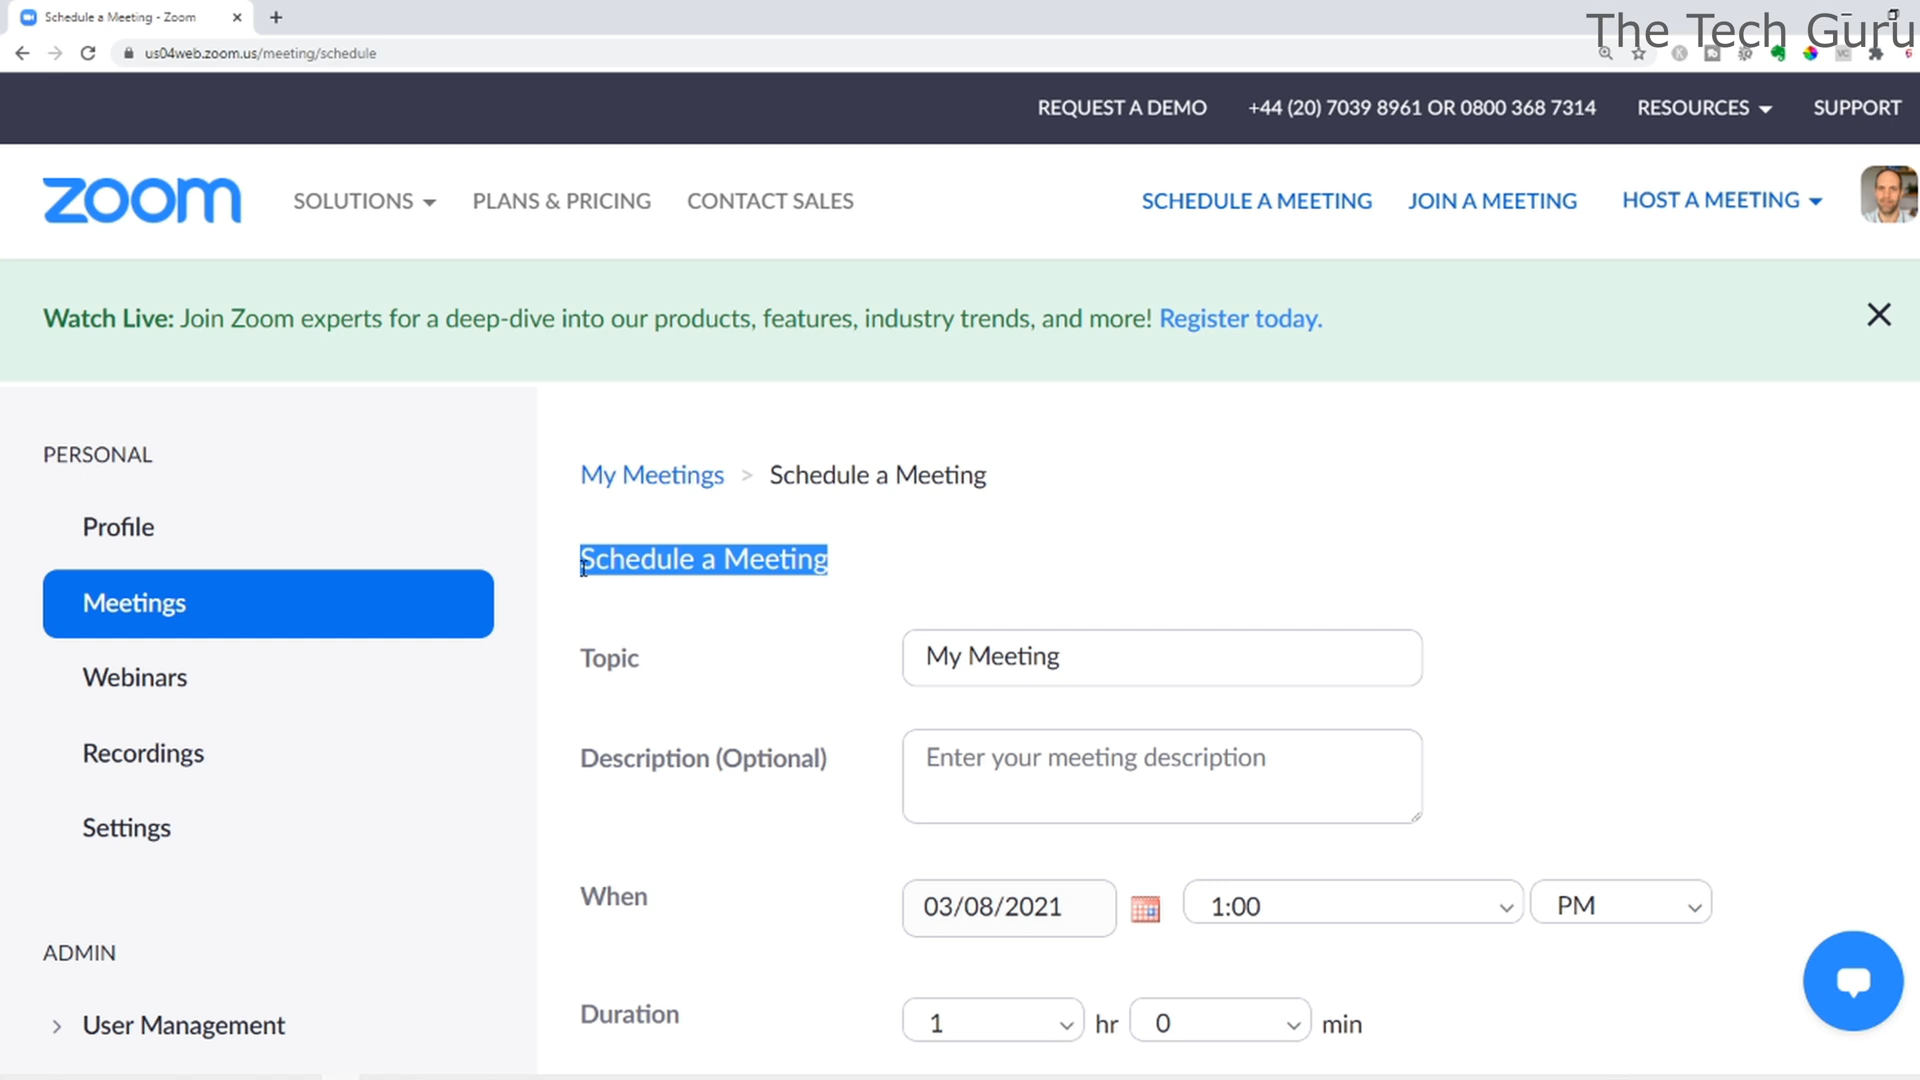 Schedule a Meeting - Zoom
The Tech Guru
us04web.zoom.us/meeting/schedule
REQUEST A DEMO +44 (20) 7039 8961 OR 0800 368 7314 RESOURCES SUPPORT
zoom SOLUTIONS PLANS & PRICING CONTACT SALES SCHEDULE A MEETING JOIN A MEETING HOST A MEETING
Watch Live: Join Zoom experts for a deep-dive into our products, features, industry trends, and more! Register today.
PERSONAL
Profile
Meetings
Webinars
Recordings
Settings
ADMIN
> User Management
My Meetings > Schedule a Meeting
Schedule a Meeting
Topic My Meeting
Description (Optional) Enter your meeting description
When 03/08/2021 1:00 PM
Duration 1 hr 0 min